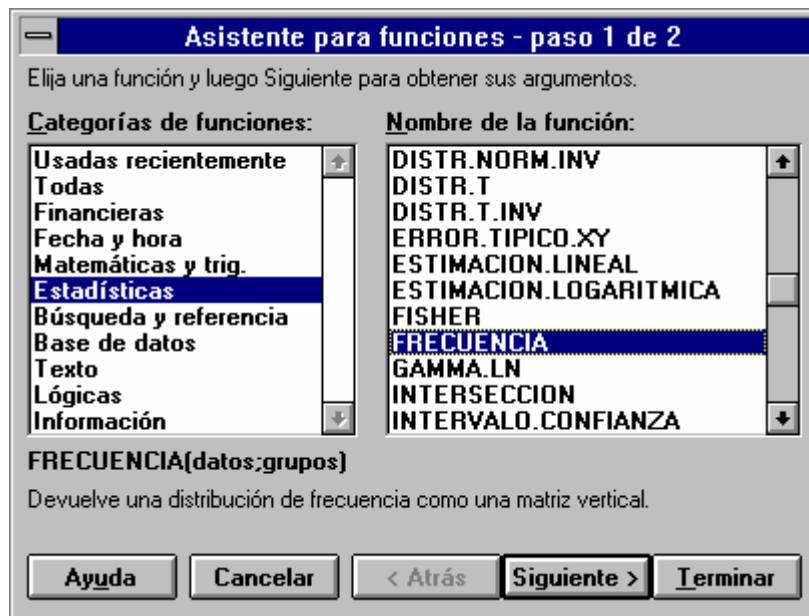 Asistente para funciones - paso 1 de 2
Elija una función y luego Siguiente para obtener sus argumentos.
Categorías de funciones:
Usadas recientemente
Todas
Financieras
Fecha y hora
Matemáticas y trig.
Estadísticas
Búsqueda y referencia
Base de datos
Texto
Lógicas
Información
Nombre de la función:
DISTR.NORM.INV
DISTR.T
DISTR.T.INV
ERROR.TIPICO.XY
ESTIMACION.LINEAL
ESTIMACION.LOGARITMICA
FISHER
FRECUENCIA
GAMMA.LN
INTERSECCION
INTERVALO.CONFIANZA
FRECUENCIA(datos;grupos)
Devuelve una distribución de frecuencia como una matriz vertical.
Ayuda
Cancelar
< Atrás
Siguiente >
Terminar